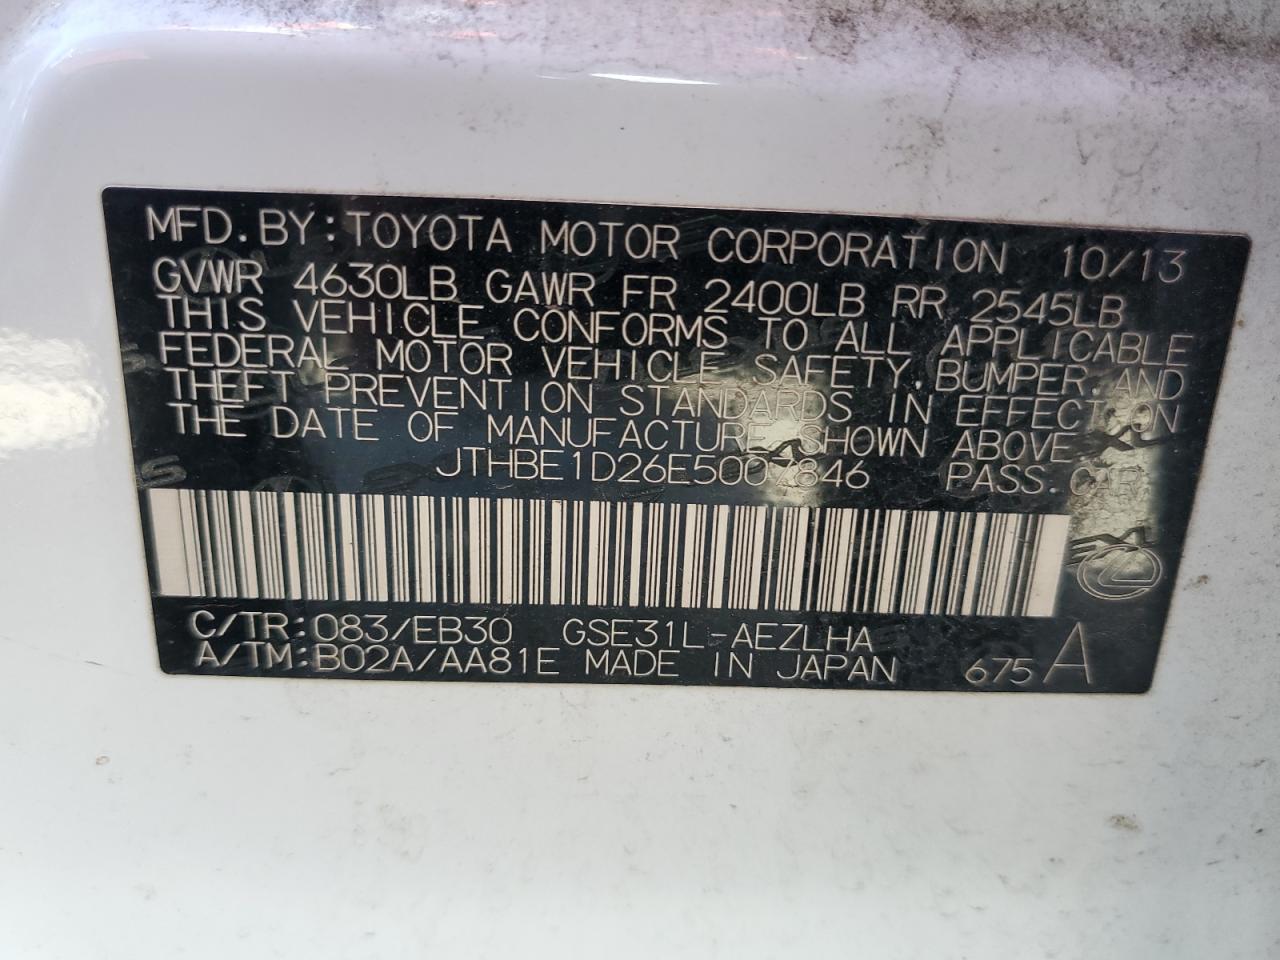 MFD. BY: TOYOTA MOTOR CORPORATION 10/13
GVWR 4630LB GAWR FR 2400LB RR 2545LB
THIS VEHICLE CONFORMS TO ALL APPLICABLE
FEDERAL MOTOR VEHICLE SAFETY, BUMPER, AND
THEFT PREVENTION STANDARDS IN EFFECT ON
THE DATE OF MANUFACTURE SHOWN ABOVE.
JTHBE1D26E5007846 PASS. CAR
C/TR: 083/EB30 GSE31L-AEZLHA
A/TM: B02A/AA81E MADE IN JAPAN 675 A